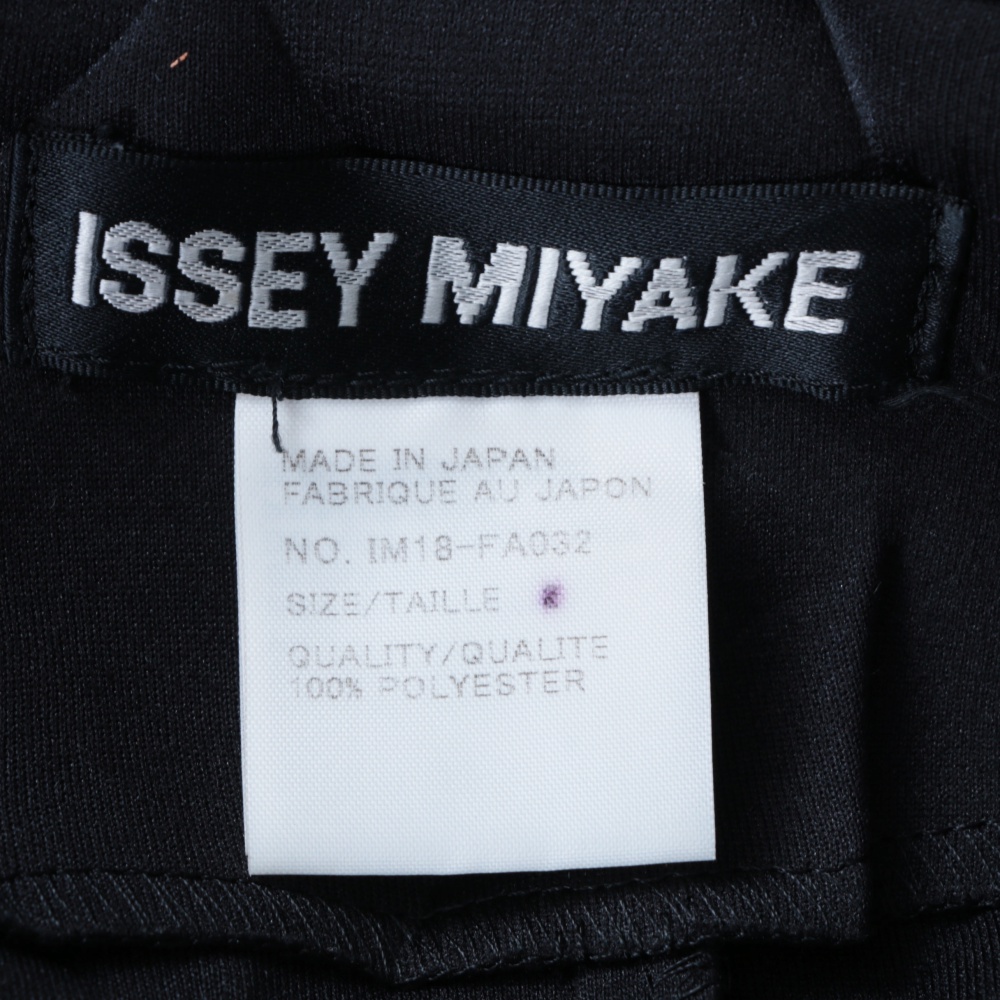 ISSEY MIYAKE
MADE IN JAPAN
FABRIQUE AU JAPON
NO. IM18-FA032
SIZE/TAILLE
QUALITY/QUALITE
100% POLYESTER